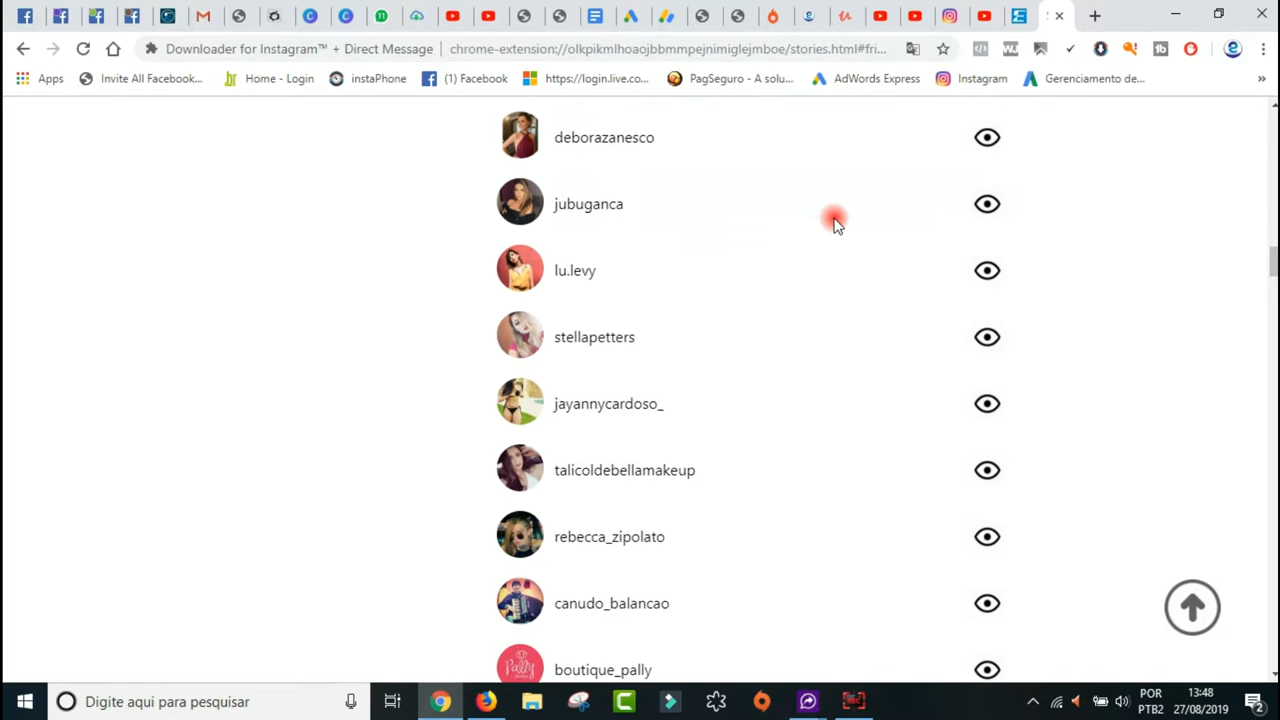 Downloader for Instagram™ + Direct Message
chrome-extension://olkpikmlhoaojbbmmpejnimiglejmboe/stories.html#fri...
Apps
Invite All Facebook...
Home - Login
instaPhone
(1) Facebook
https://login.live.co...
PagSeguro - A solu...
AdWords Express
Instagram
Gerenciamento de...
»
deborazanesco
jubuganca
lu.levy
stellapetters
jayannycardoso_
talicoldebellamakeup
rebecca_zipolato
canudo_balancao
Pally
boutique_pally
Digite aqui para pesquisar
POR
PTB2
13:48
27/08/2019
2